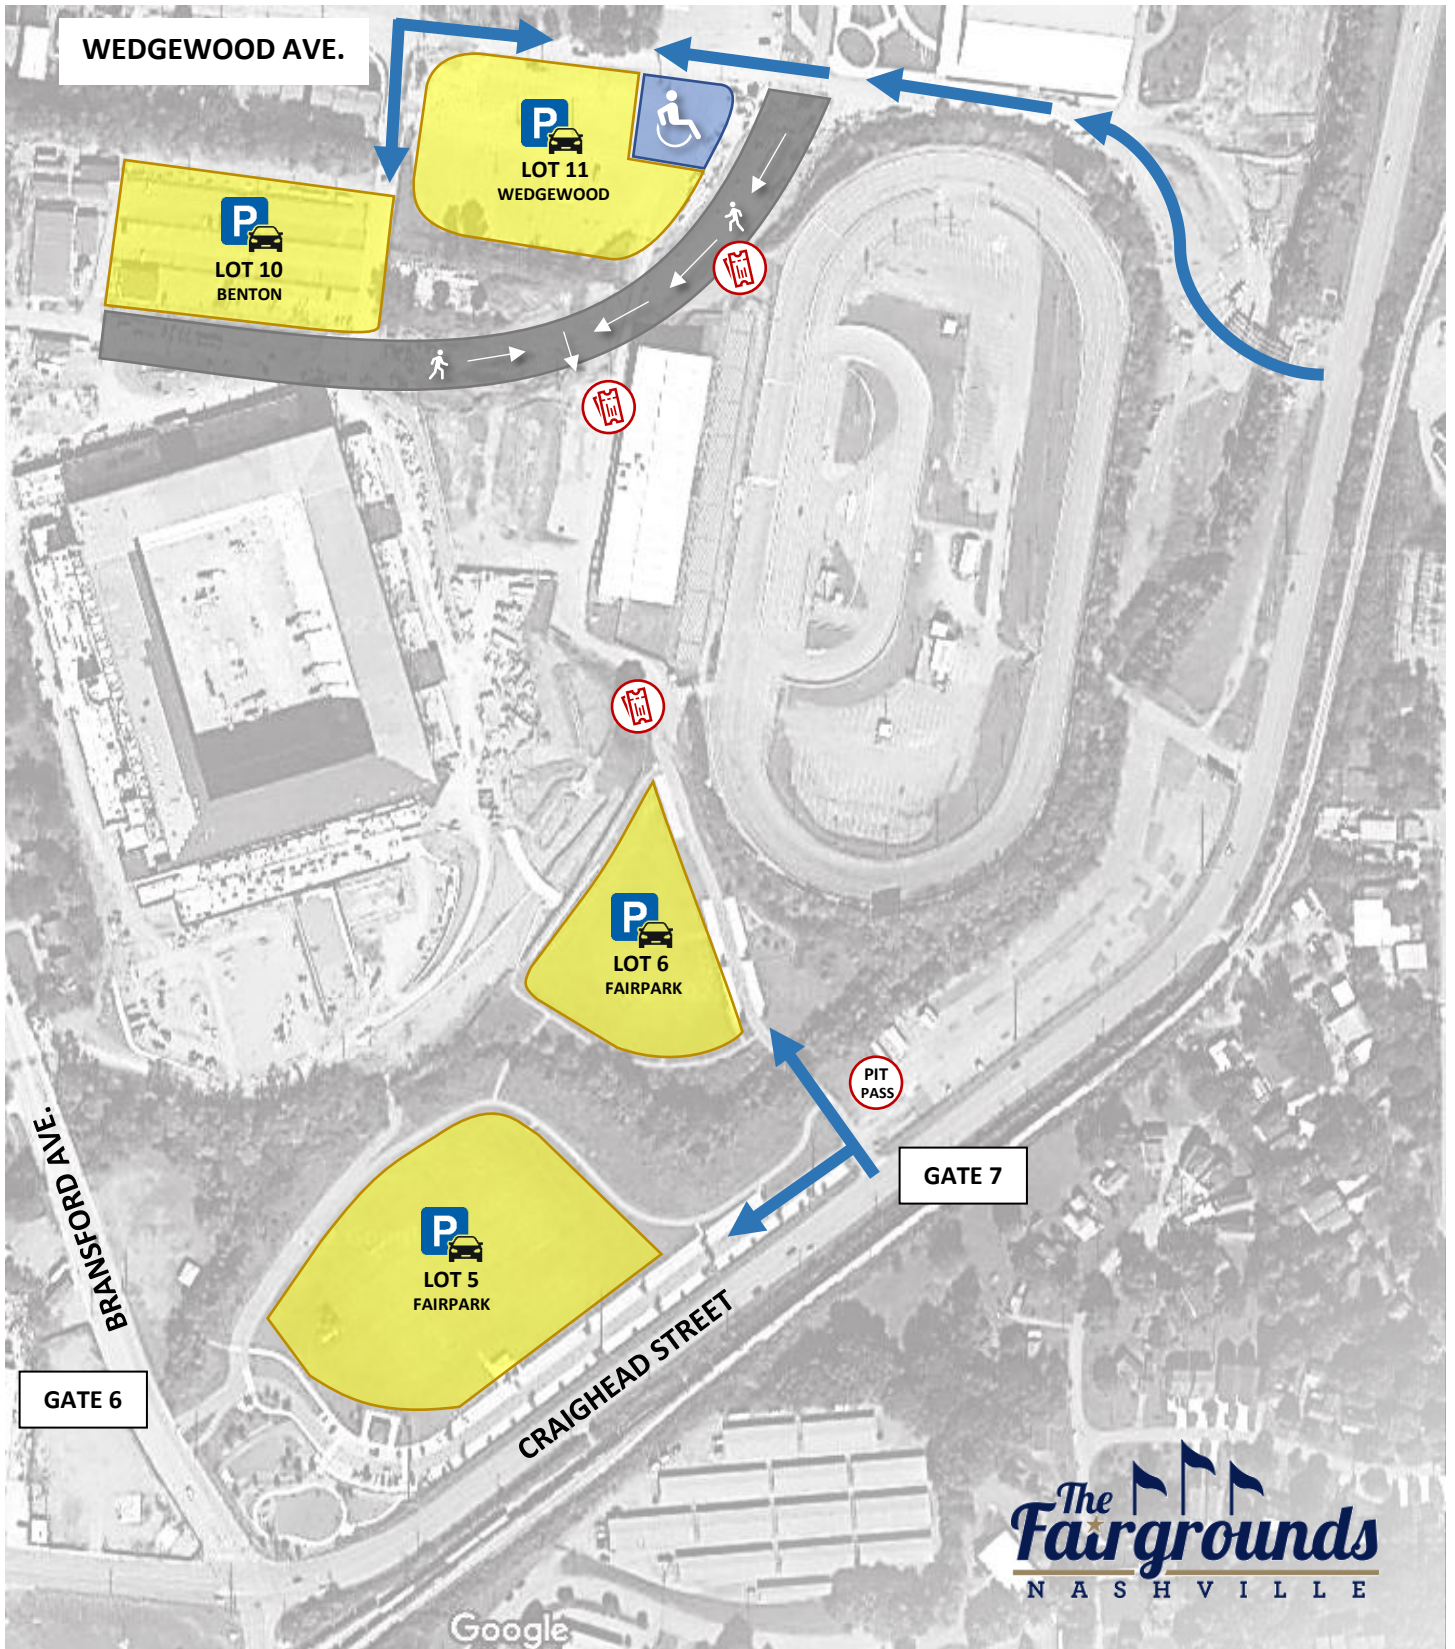 WEDGEWOOD AVE.
P
LOT 11
WEDGEWOOD
P
LOT 10
BENTON
P
LOT 6
FAIRPARK
PIT
PASS
GATE 7
BRANSFORD AVE.
P
LOT 5
FAIRPARK
CRAIGHEAD STREET
GATE 6
The
Fairgrounds
NASHVILLE
Google